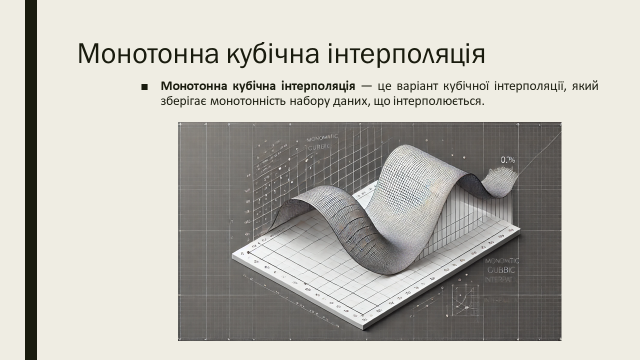 Монотонна кубічна інтерполяція
▪ Монотонна кубічна інтерполяція — це варіант кубічної інтерполяції, який
зберігає монотонність набору даних, що інтерполюється.